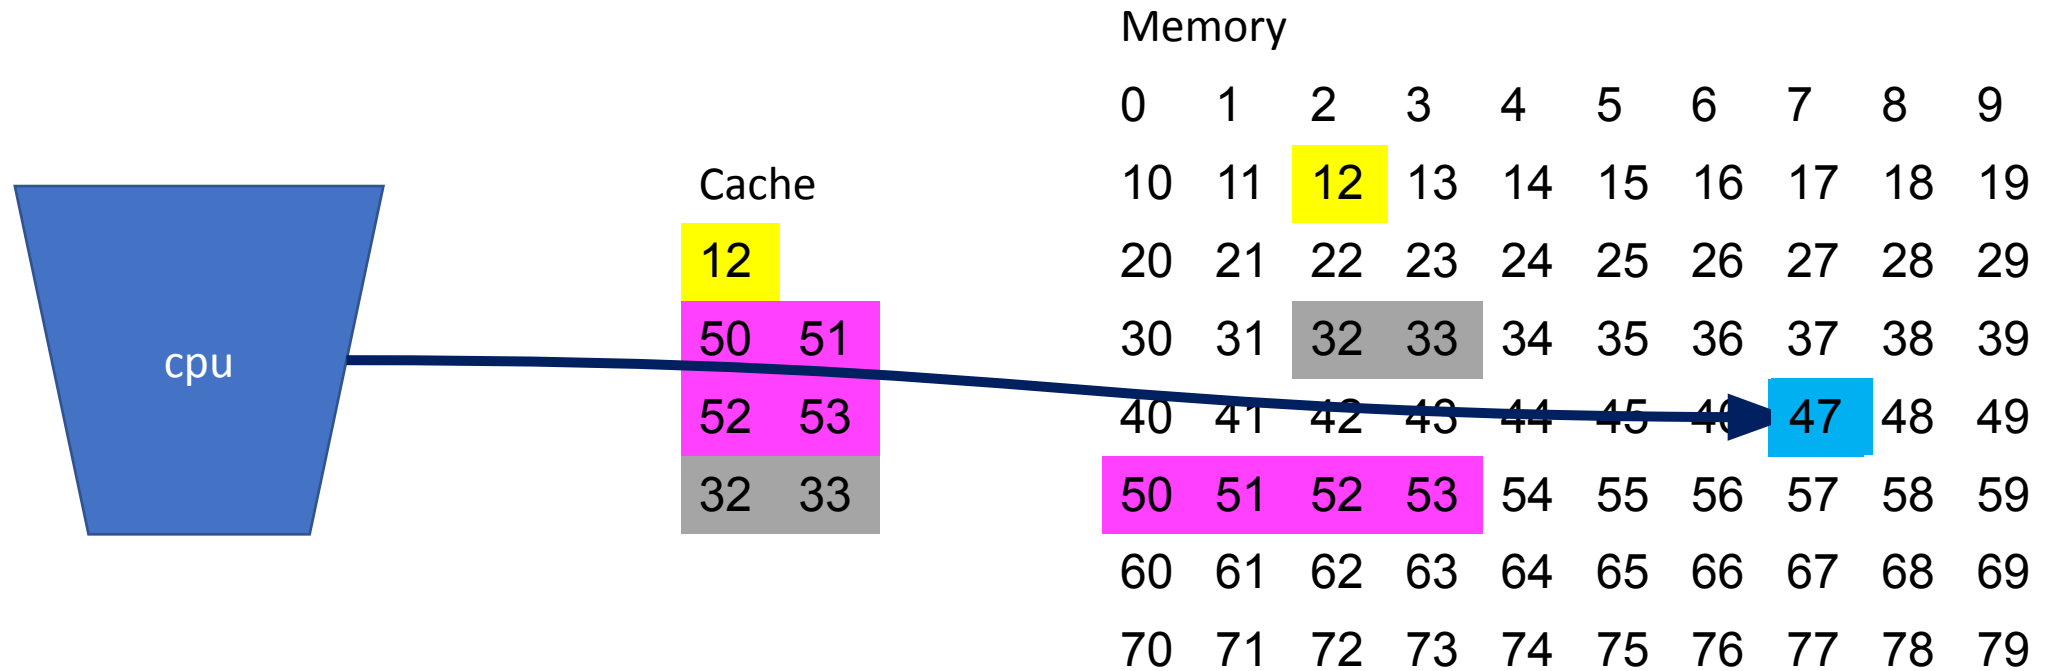 Memory
0 1 2 3 4 5 6 7 8 9
Cache
10 11 12 13 14 15 16 17 18 19
12
20 21 22 23 24 25 26 27 28 29
50 51
30 31 32 33 34 35 36 37 38 39
cpu
52 53
40 41 42 43 44 45 46 47 48 49
32 33
50 51 52 53 54 55 56 57 58 59
60 61 62 63 64 65 66 67 68 69
70 71 72 73 74 75 76 77 78 79